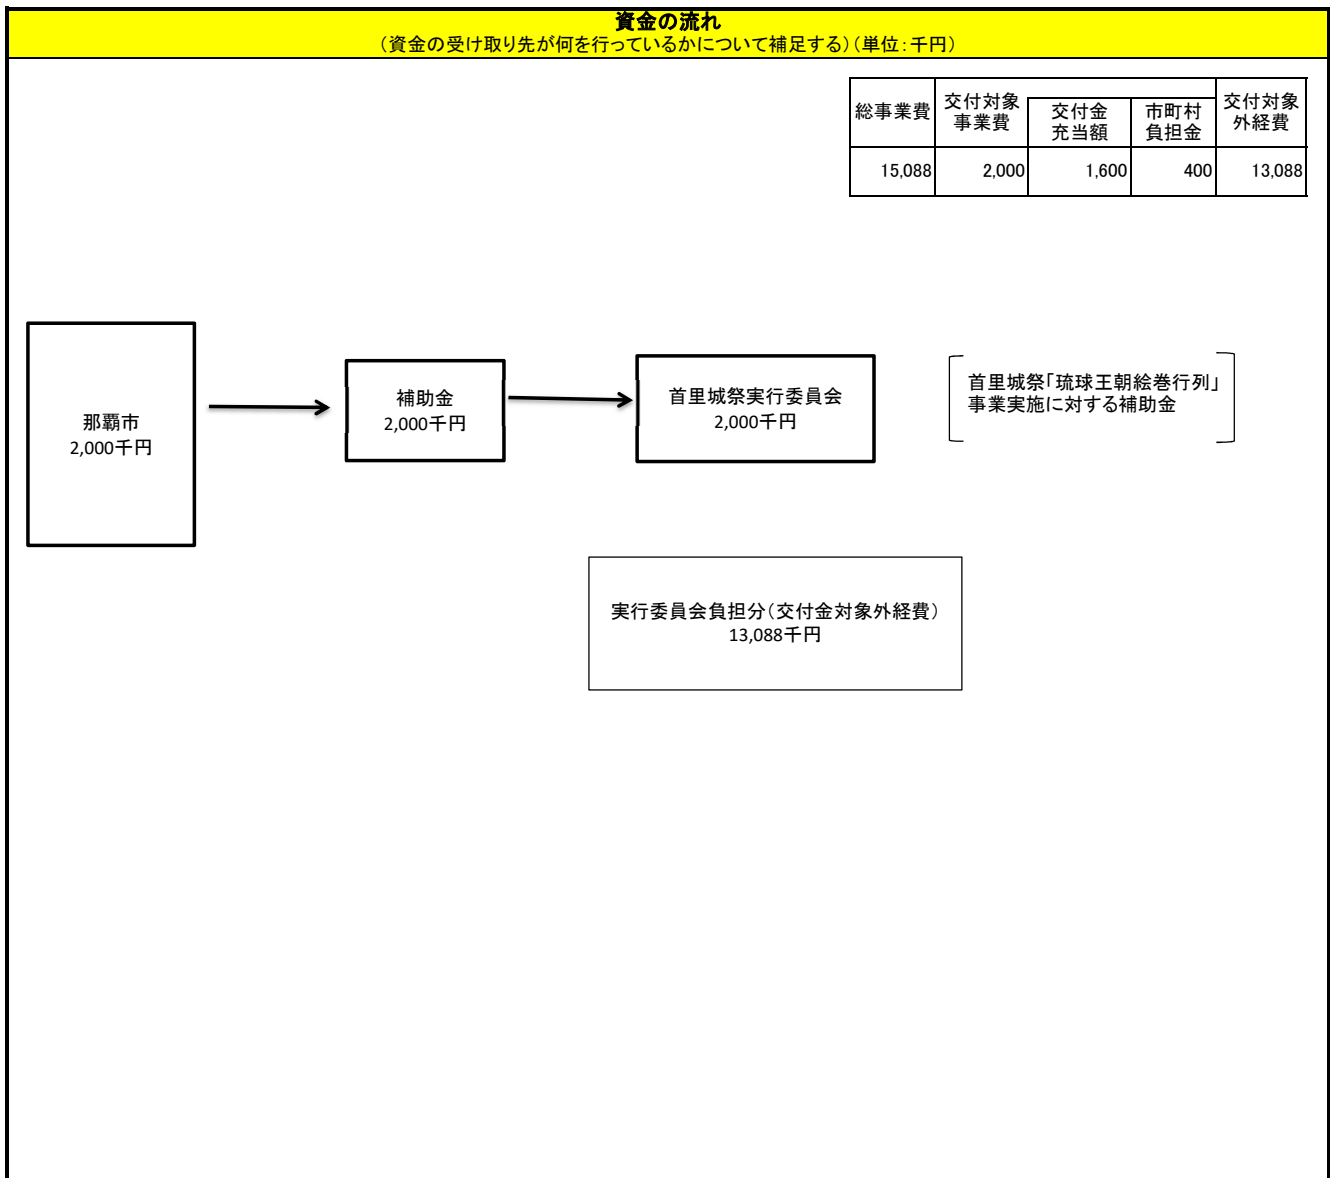 資金の流れ
（資金の受け取り先が何を行っているかについて補足する）（単位：千円）
総事業費
交付対象
事業費
交付金
充当額
市町村
負担金
交付対象
外経費
15,088 2,000 1,600 400 13,088
那覇市
2,000千円
補助金
2,000千円
首里城祭実行委員会
2,000千円
首里城祭「琉球王朝絵巻行列」
事業実施に対する補助金
実行委員会負担分（交付金対象外経費）
13,088千円